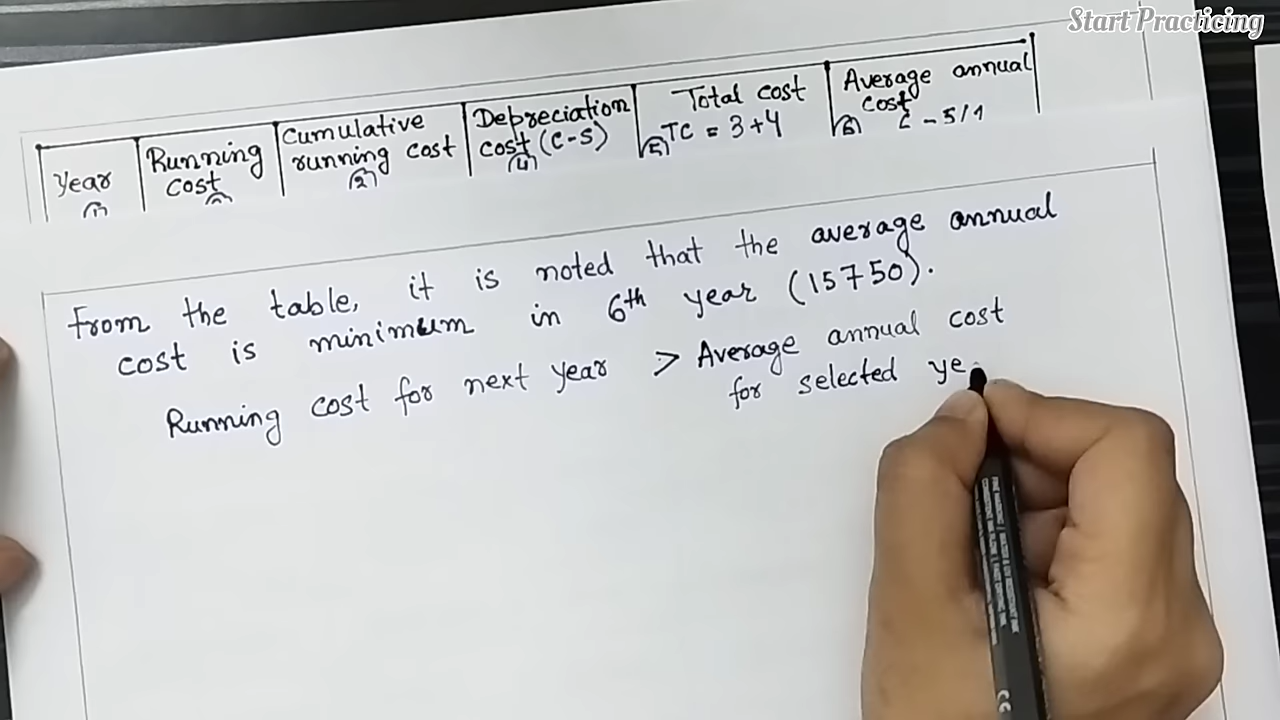 Start Practicing
Year
(1)
Running
cost
Cumulative
running cost
Depreciation
cost (C-S)
(4)
Total cost
(5) TC = 3+4
Average annual
cost
(6)
From the table, it is noted that the average annual
cost is minimum in 6th year (15750).
Running cost for next year > Average annual cost
for selected ye